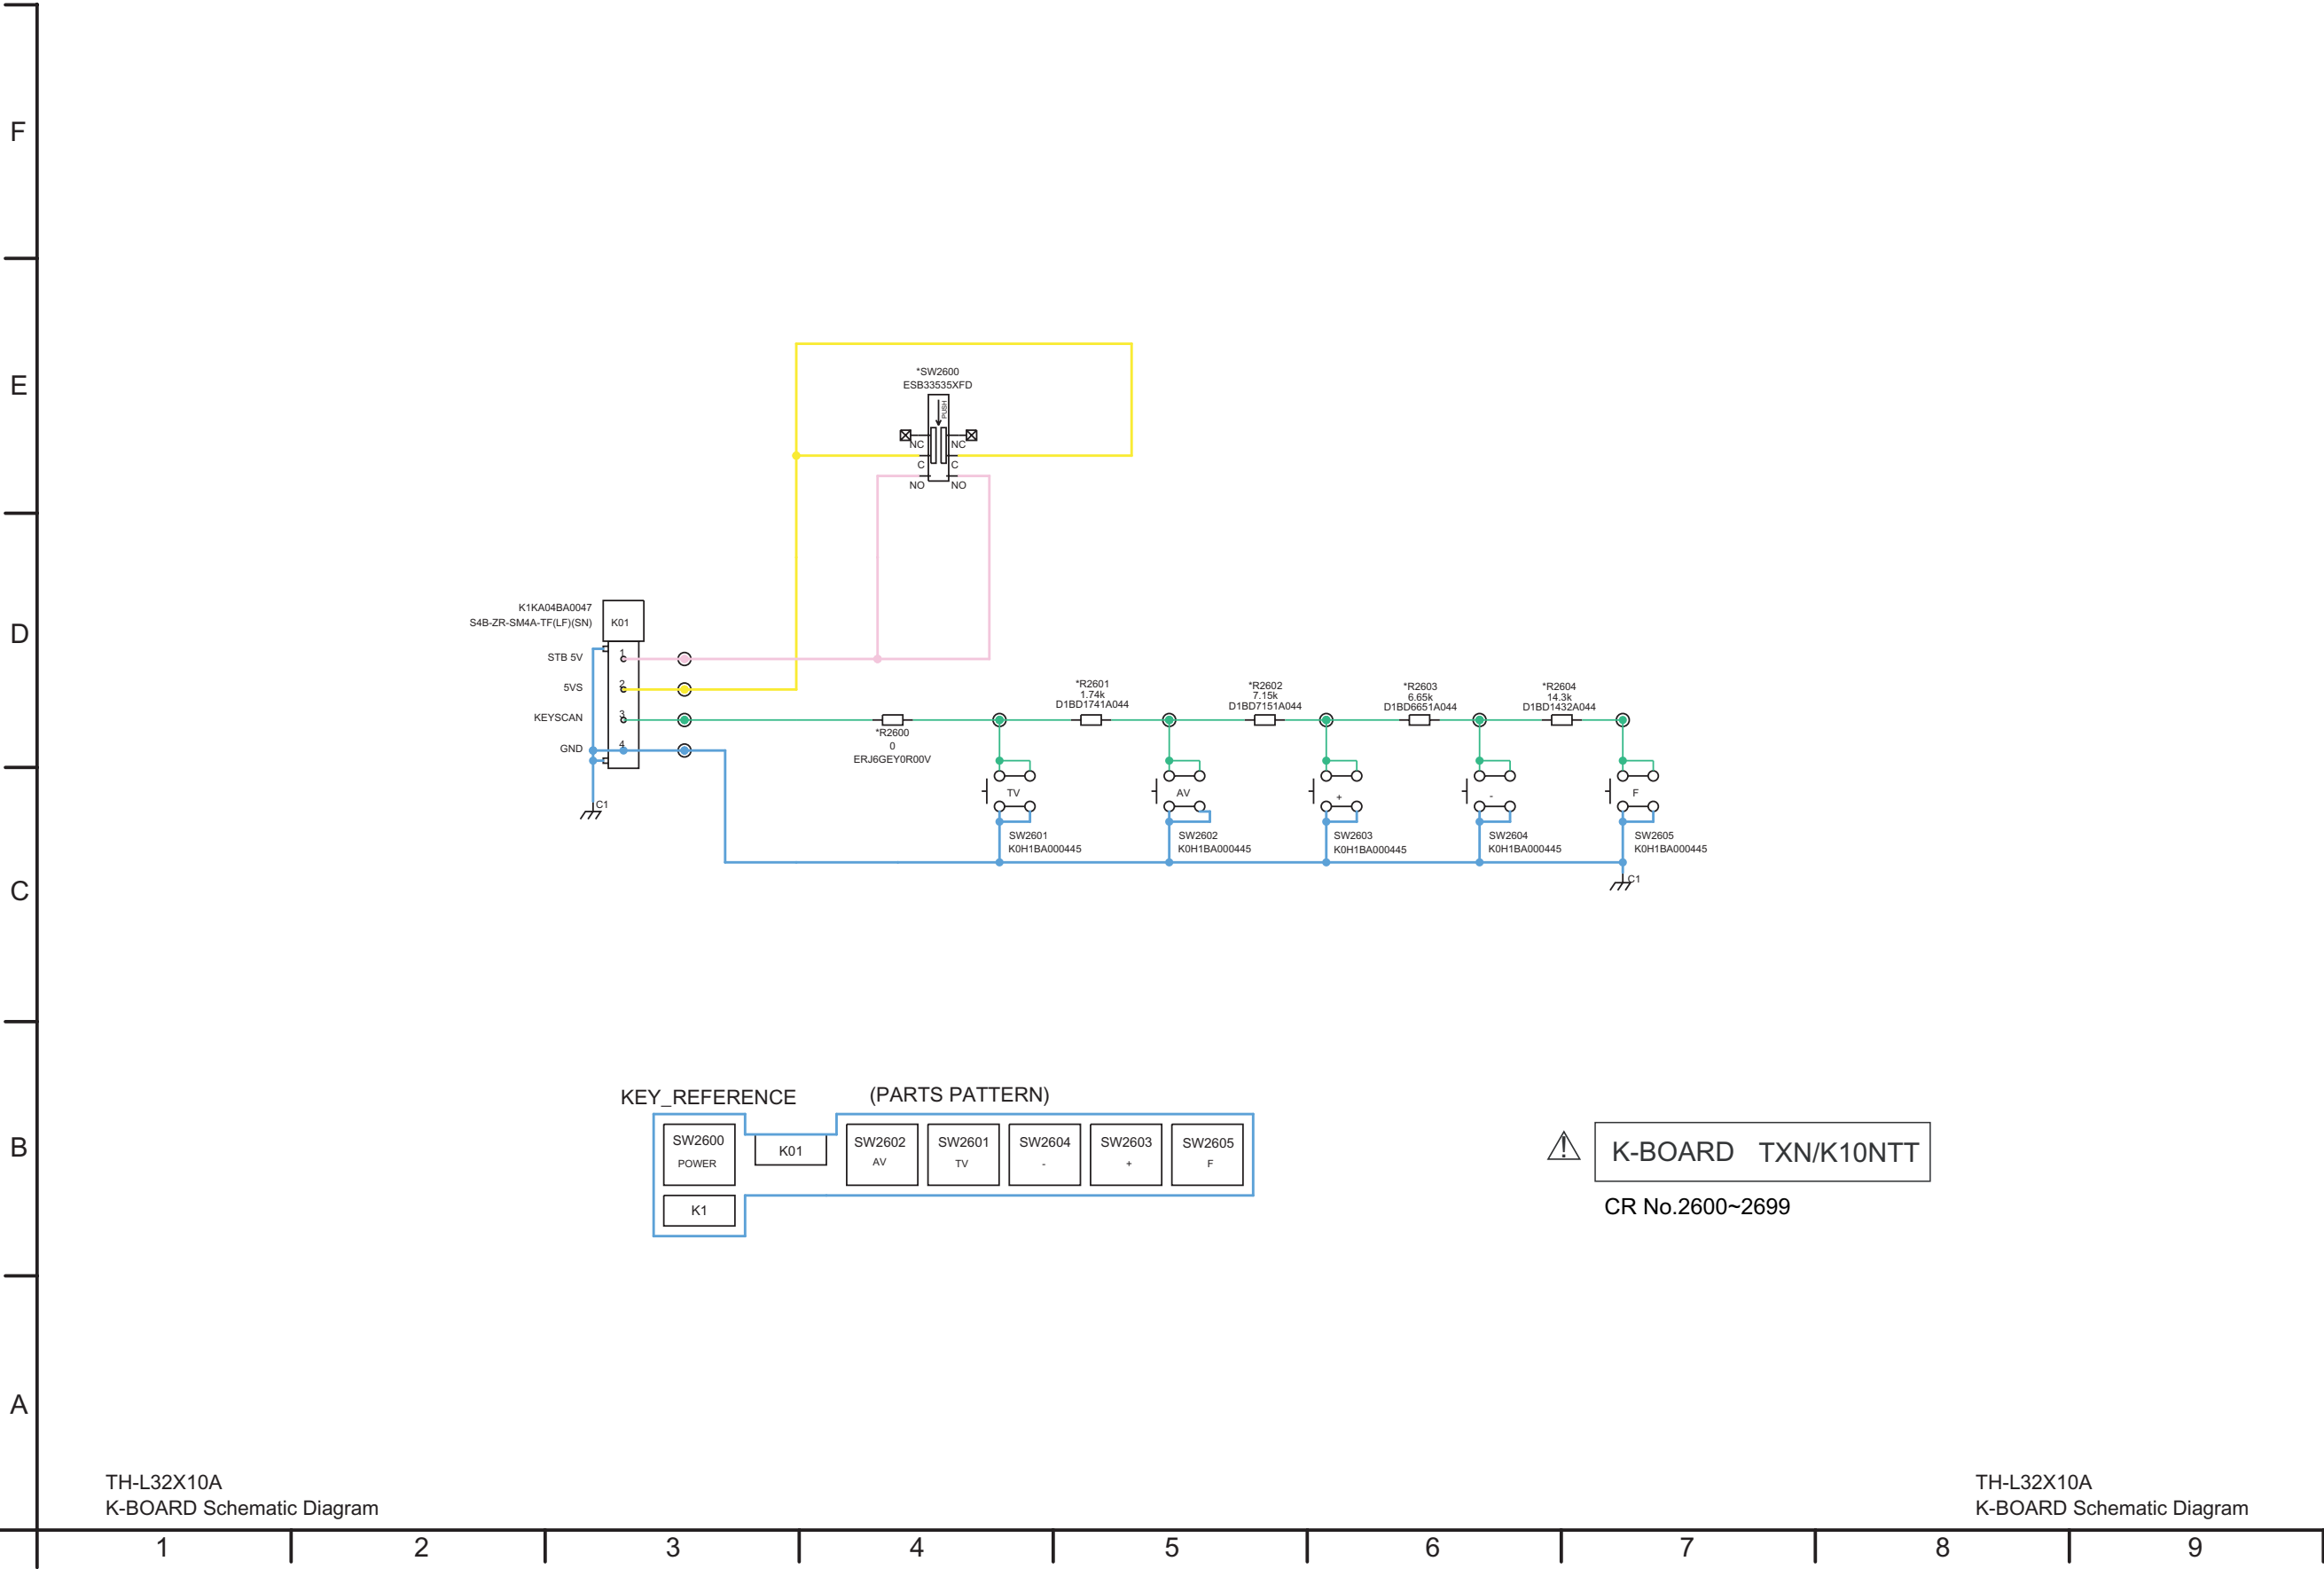 F
E
D
C
B
A
*SW2600
ESB33535XFD
PUSH
NC NC
C C
NO NO
K1KA04BA0047
S4B-ZR-SM4A-TF(LF)(SN)
K01
STB 5V 1
5VS 2
KEYSCAN 3
GND 4
C1
*R2600
0
ERJ6GEY0R00V
*R2601
1.74k
D1BD1741A044
*R2602
7.15k
D1BD7151A044
*R2603
6.65k
D1BD6651A044
*R2604
14.3k
D1BD1432A044
TV
AV
+
-
F
SW2601
K0H1BA000445
SW2602
K0H1BA000445
SW2603
K0H1BA000445
SW2604
K0H1BA000445
SW2605
K0H1BA000445
C1
KEY_REFERENCE (PARTS PATTERN)
SW2600
POWER
K01
SW2602
AV
SW2601
TV
SW2604
-
SW2603
+
SW2605
F
K1
K-BOARD TXN/K10NTT
CR No.2600~2699
TH-L32X10A
K-BOARD Schematic Diagram
TH-L32X10A
K-BOARD Schematic Diagram
1 2 3 4 5 6 7 8 9